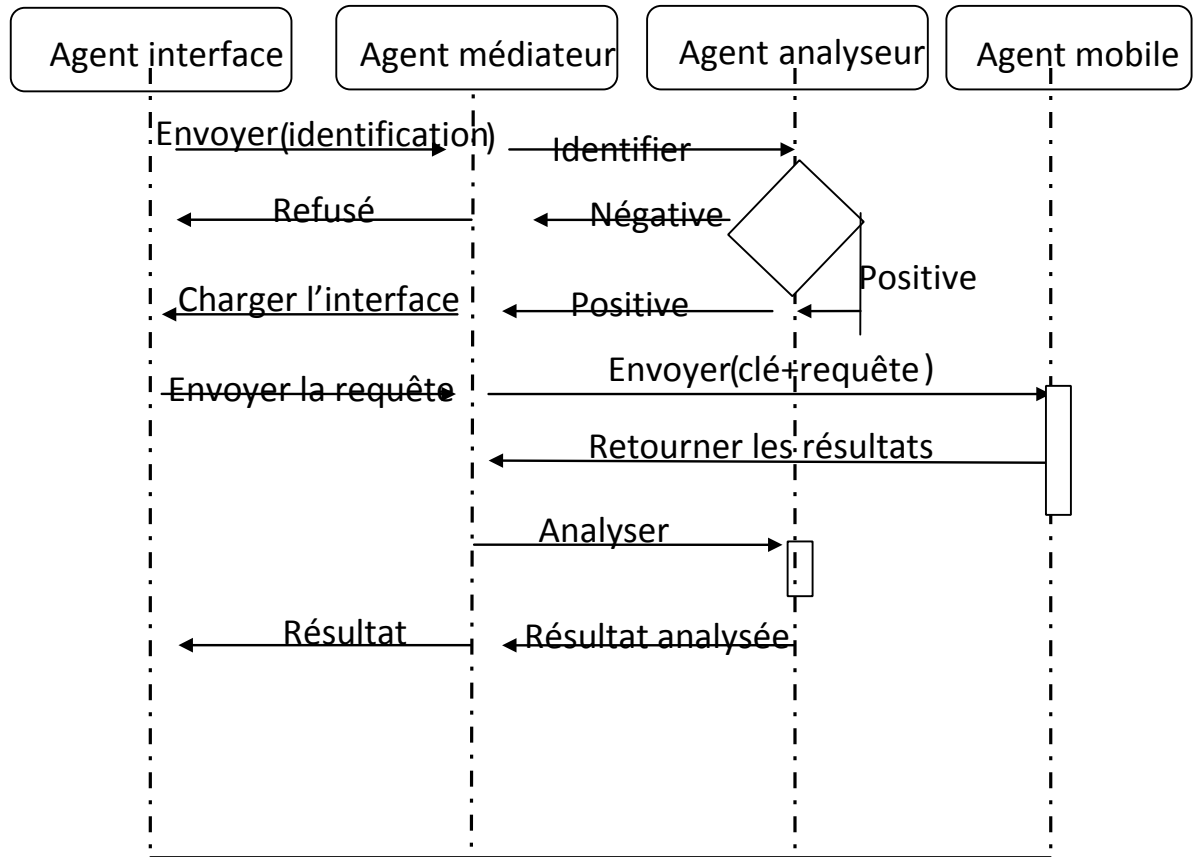 Agent interface
Agent médiateur
Agent analyseur
Agent mobile
Envoyer(identification)
Identifier
Refusé
Négative
Positive
Charger l’interface
Positive
Envoyer la requête
Envoyer(clé+requête)
Retourner les résultats
Analyser
Résultat
Résultat analysée